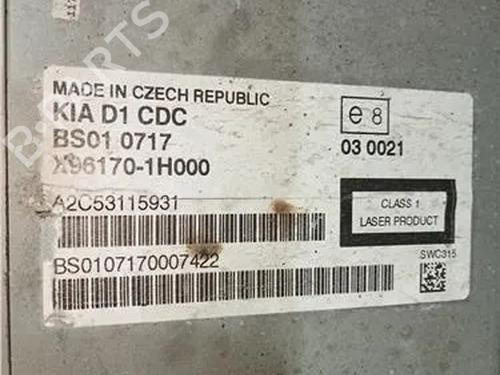 MADE IN CZECH REPUBLIC
KIA D1 CDC
BS01 0717
X96170-1H000
e 8
03 0021
A2C53115931
CLASS 1
LASER PRODUCT
BS0107170007422
SWC315